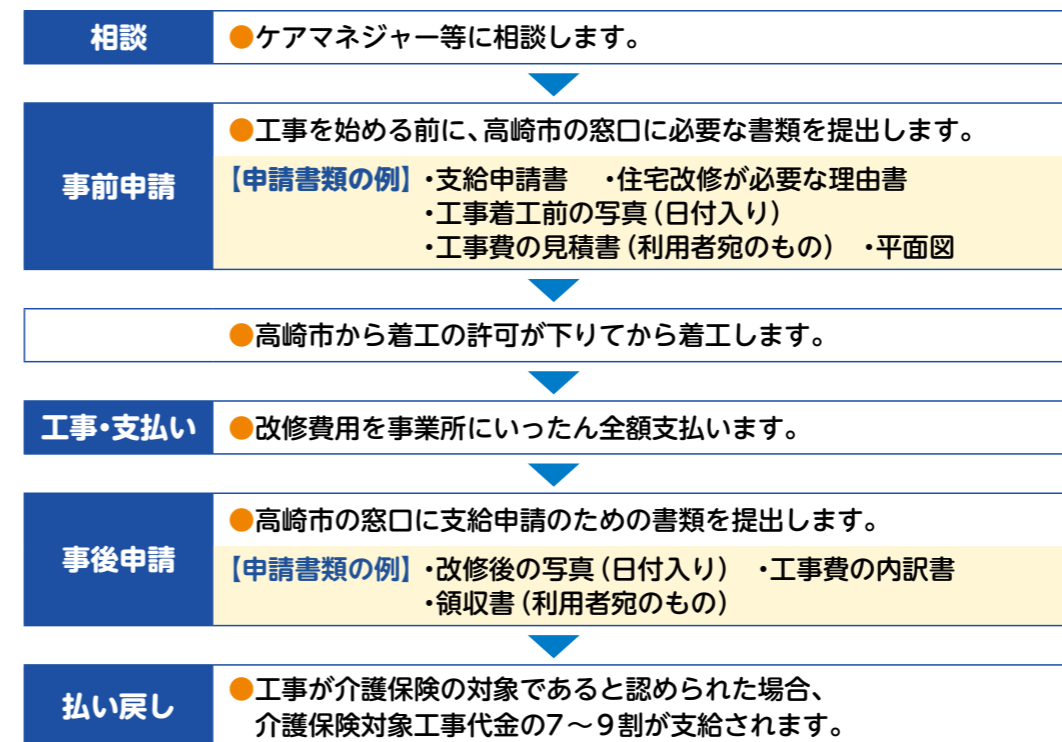 相談
●ケアマネジャー等に相談します。
事前申請
●工事を始める前に、高崎市の窓口に必要な書類を提出します。
【申請書類の例】・支給申請書 ・住宅改修が必要な理由書
・工事着工前の写真(日付入り)
・工事費の見積書(利用者宛のもの) ・平面図
●高崎市から着工の許可が下りてから着工します。
工事・支払い
●改修費用を事業所にいったん全額支払います。
事後申請
●高崎市の窓口に支給申請のための書類を提出します。
【申請書類の例】・改修後の写真(日付入り) ・工事費の内訳書
・領収書(利用者宛のもの)
払い戻し
●工事が介護保険の対象であると認められた場合、
介護保険対象工事代金の7～9割が支給されます。